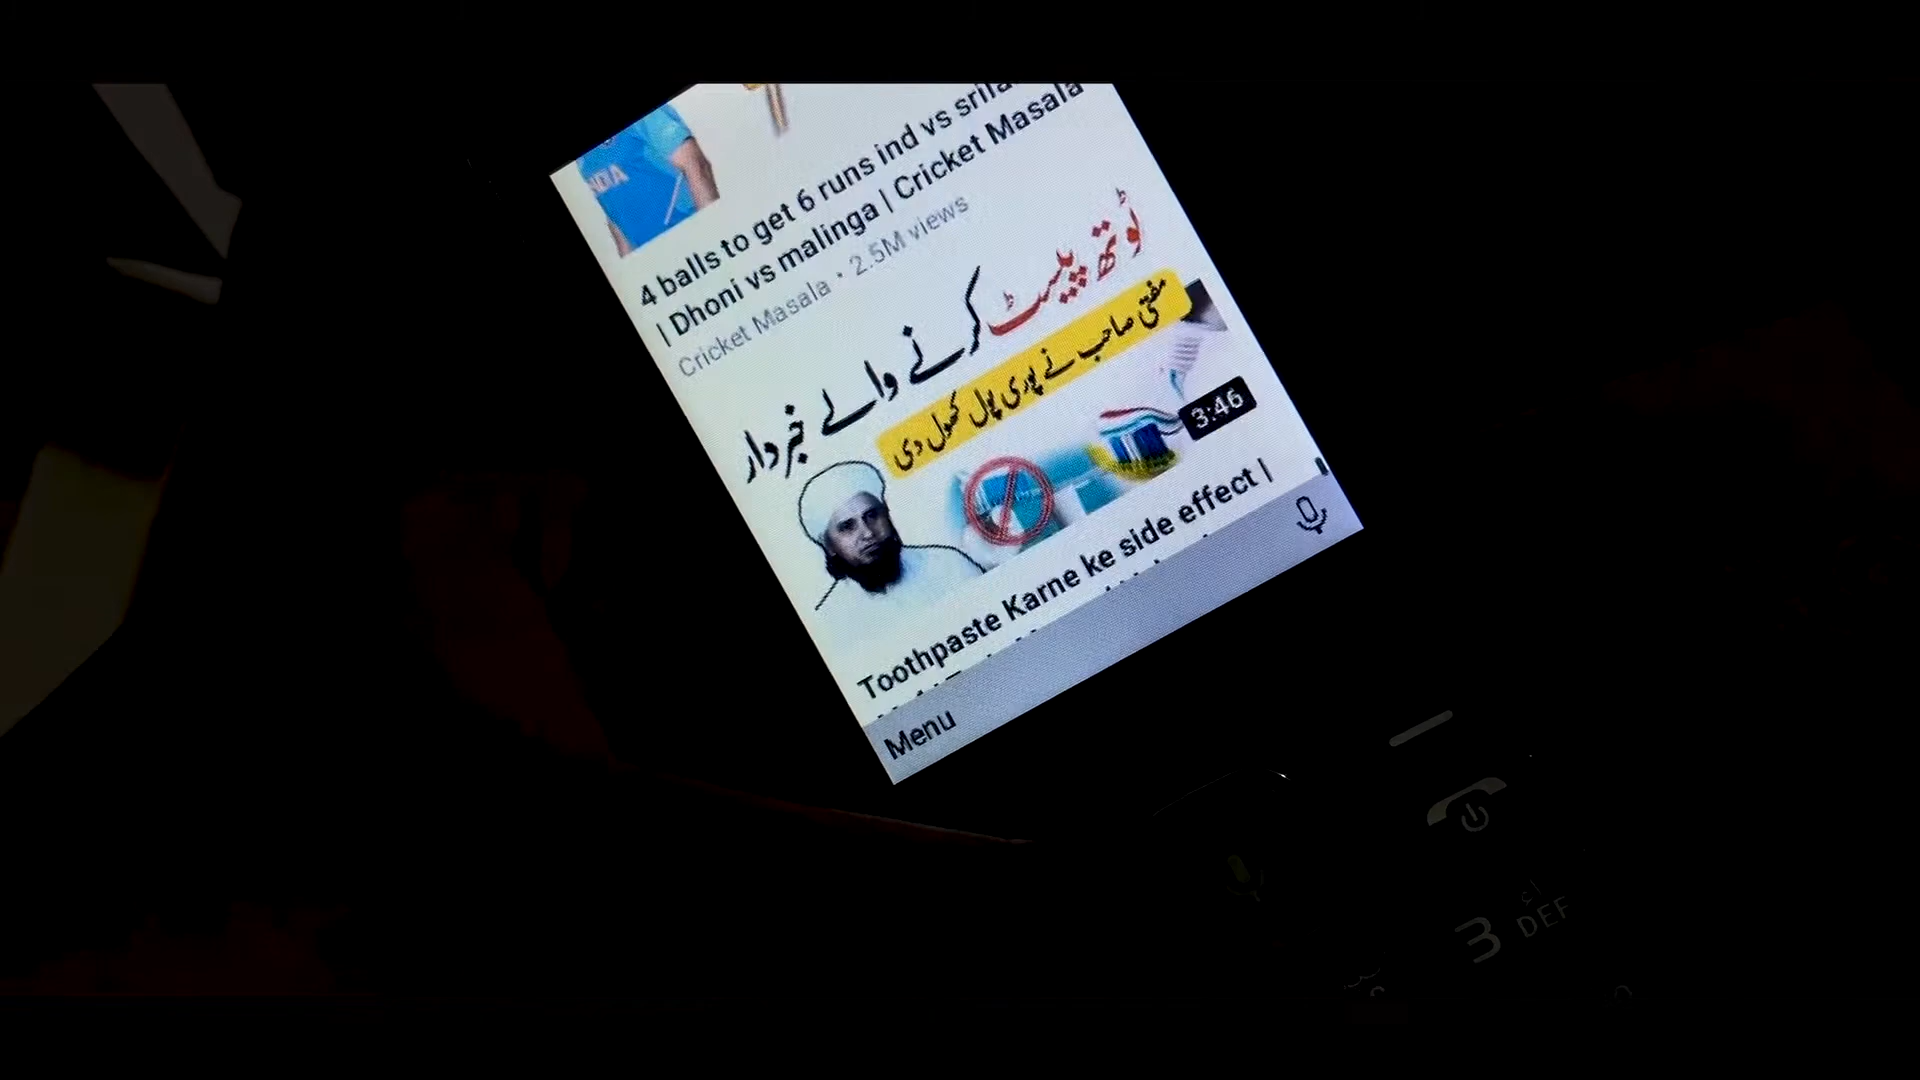 NDIA
4 balls to get 6 runs ind vs srila
| Dhoni vs malinga | Cricket Masala
Cricket Masala • 2.5M views
ٹوتھ پیسٹ کرنے والے خبردار
مفتی صاحب نے پوری پول کھول دی
3:46
Toothpaste Karne ke side effect |
Menu
3 DEF